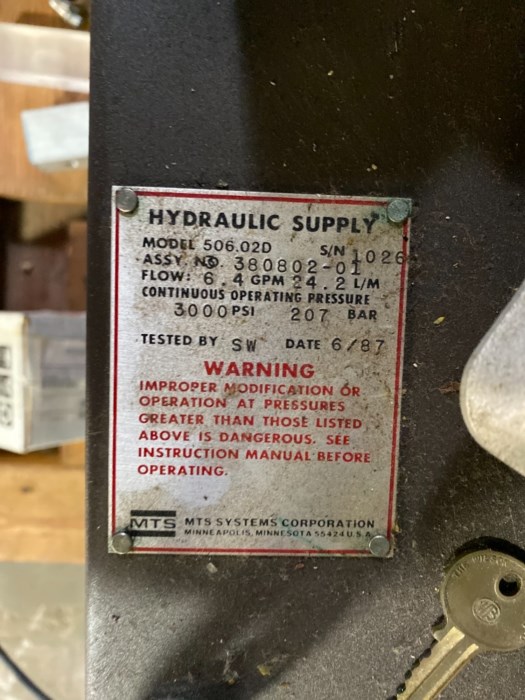 HYDRAULIC SUPPLY
MODEL 506.02D S/N 1026
ASSY. NO. 380802-01
FLOW: 6.4 GPM 24.2 L/M
CONTINUOUS OPERATING PRESSURE
3000 PSI 207 BAR
TESTED BY SW DATE 6/87
WARNING
IMPROPER MODIFICATION OR
OPERATION AT PRESSURES
GREATER THAN THOSE LISTED
ABOVE IS DANGEROUS. SEE
INSTRUCTION MANUAL BEFORE
OPERATING.
MTS MTS SYSTEMS CORPORATION
MINNEAPOLIS, MINNESOTA 55424 U.S.A.